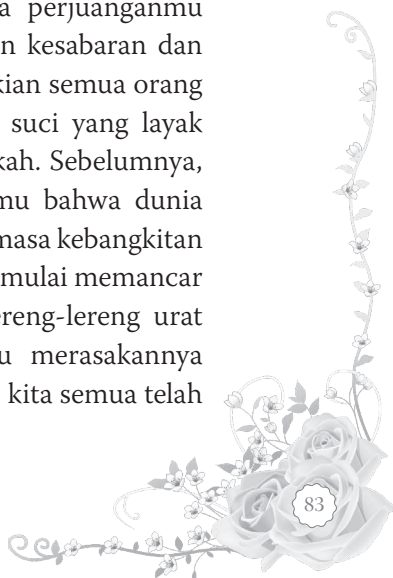 a perjuanganmu
n kesabaran dan
kian semua orang
suci yang layak
kah. Sebelumnya,
mu bahwa dunia
masa kebangkitan
mulai memancar
ereng-lereng urat
u merasakannya
kita semua telah
83